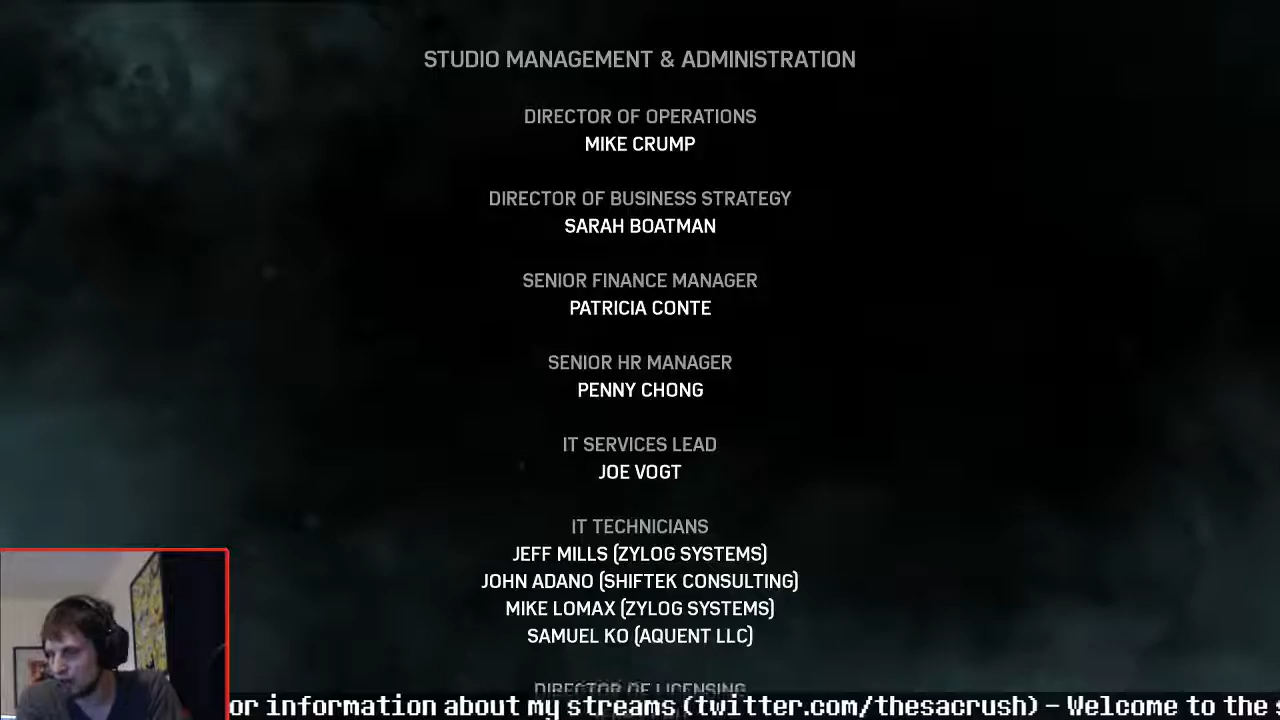 STUDIO MANAGEMENT & ADMINISTRATION
DIRECTOR OF OPERATIONS
MIKE CRUMP
DIRECTOR OF BUSINESS STRATEGY
SARAH BOATMAN
SENIOR FINANCE MANAGER
PATRICIA CONTE
SENIOR HR MANAGER
PENNY CHONG
IT SERVICES LEAD
JOE VOGT
IT TECHNICIANS
JEFF MILLS (ZYLOG SYSTEMS)
JOHN ADANO (SHIFTEK CONSULTING)
MIKE LOMAX (ZYLOG SYSTEMS)
SAMUEL KO (AQUENT LLC)
DIRECTOR OF LICENSING
or information about my streams (twitter.com/thesacrush) - Welcome to the s